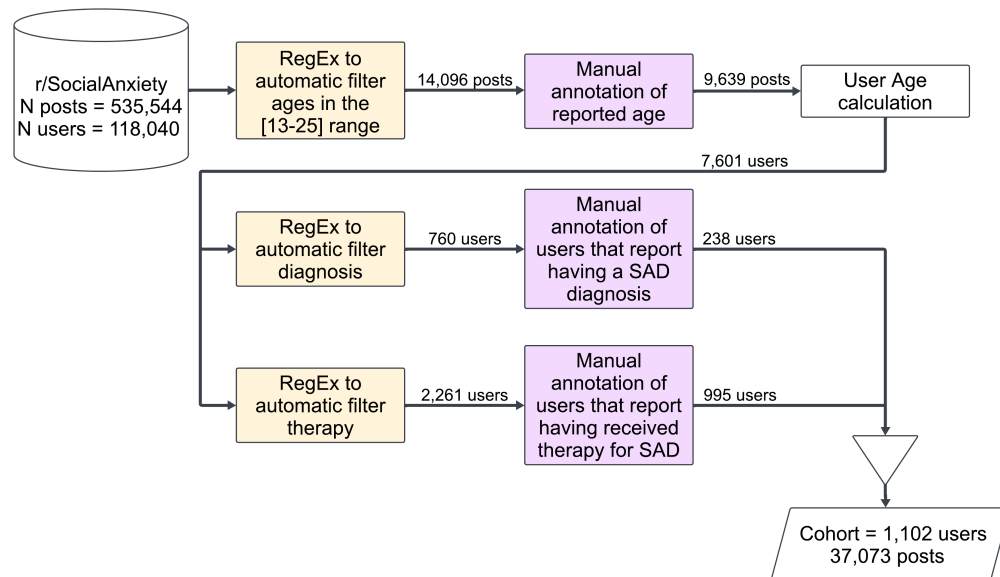 r/SocialAnxiety
N posts = 535,544
N users = 118,040
RegEx to
automatic filter
ages in the
[13-25] range
14,096 posts
Manual
annotation of
reported age
9,639 posts
User Age
calculation
7,601 users
RegEx to
automatic filter
diagnosis
760 users
Manual
annotation of
users that report
having a SAD
diagnosis
238 users
RegEx to
automatic filter
therapy
2,261 users
Manual
annotation of
users that report
having received
therapy for SAD
995 users
Cohort = 1,102 users
37,073 posts